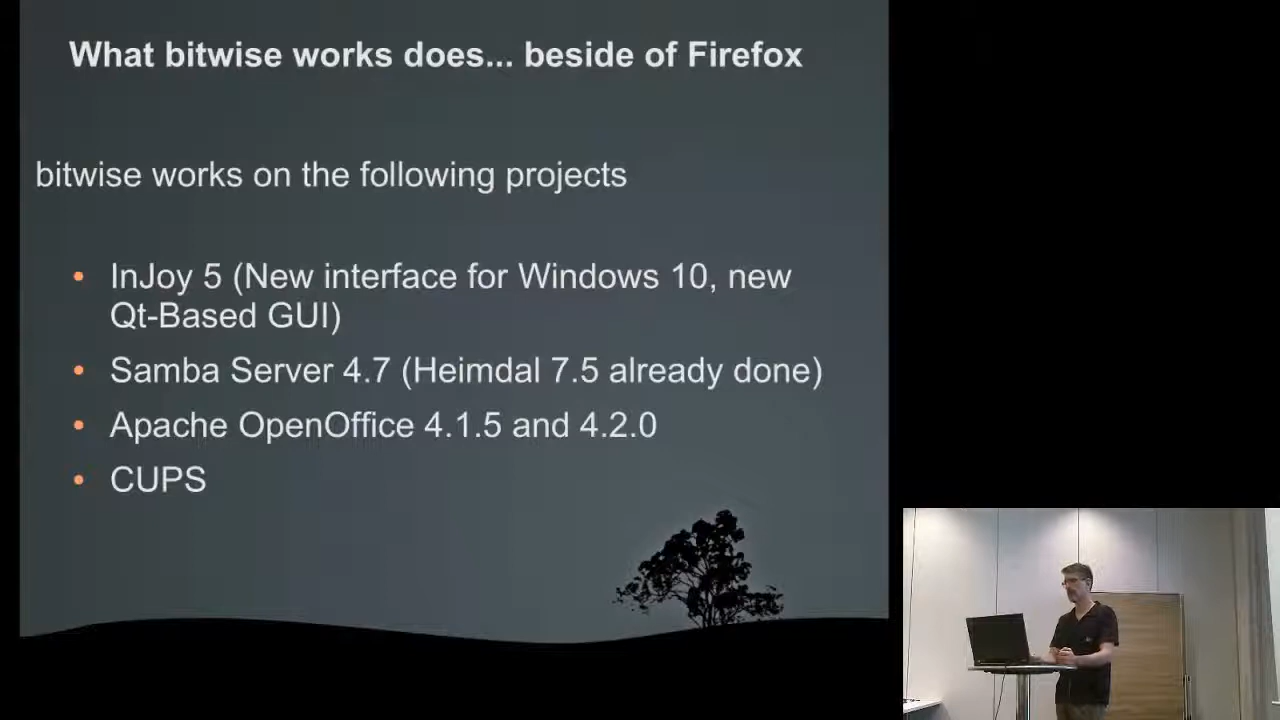 What bitwise works does... beside of Firefox
bitwise works on the following projects
• InJoy 5 (New interface for Windows 10, new
Qt-Based GUI)
• Samba Server 4.7 (Heimdal 7.5 already done)
• Apache OpenOffice 4.1.5 and 4.2.0
• CUPS